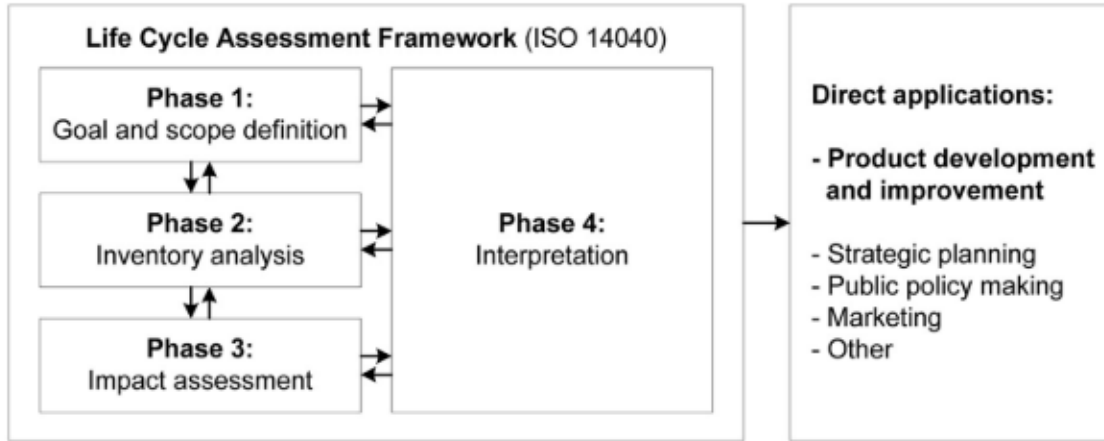 Life Cycle Assessment Framework (ISO 14040)
Phase 1:
Goal and scope definition
Phase 2:
Inventory analysis
Phase 3:
Impact assessment
Phase 4:
Interpretation
Direct applications:
- Product development
and improvement
- Strategic planning
- Public policy making
- Marketing
- Other